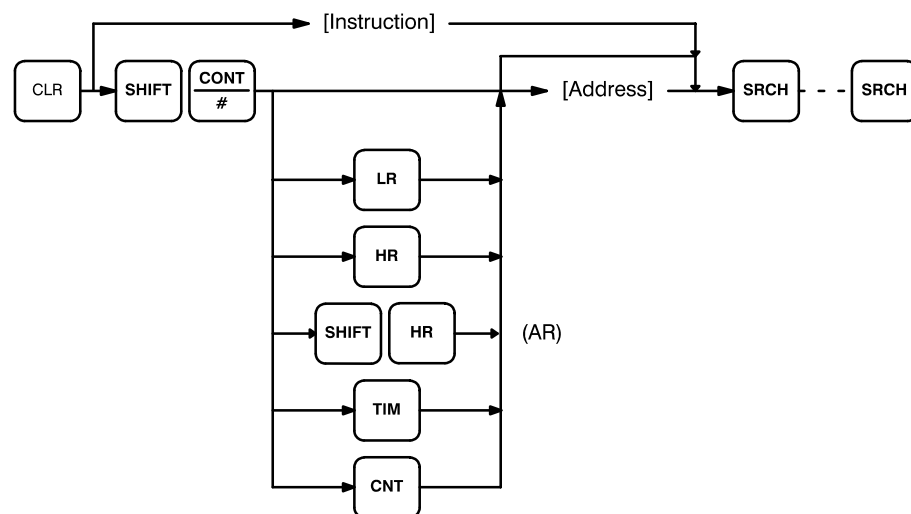 [Instruction]
CLR SHIFT CONT # [Address] SRCH SRCH
LR
HR
SHIFT HR (AR)
TIM
CNT